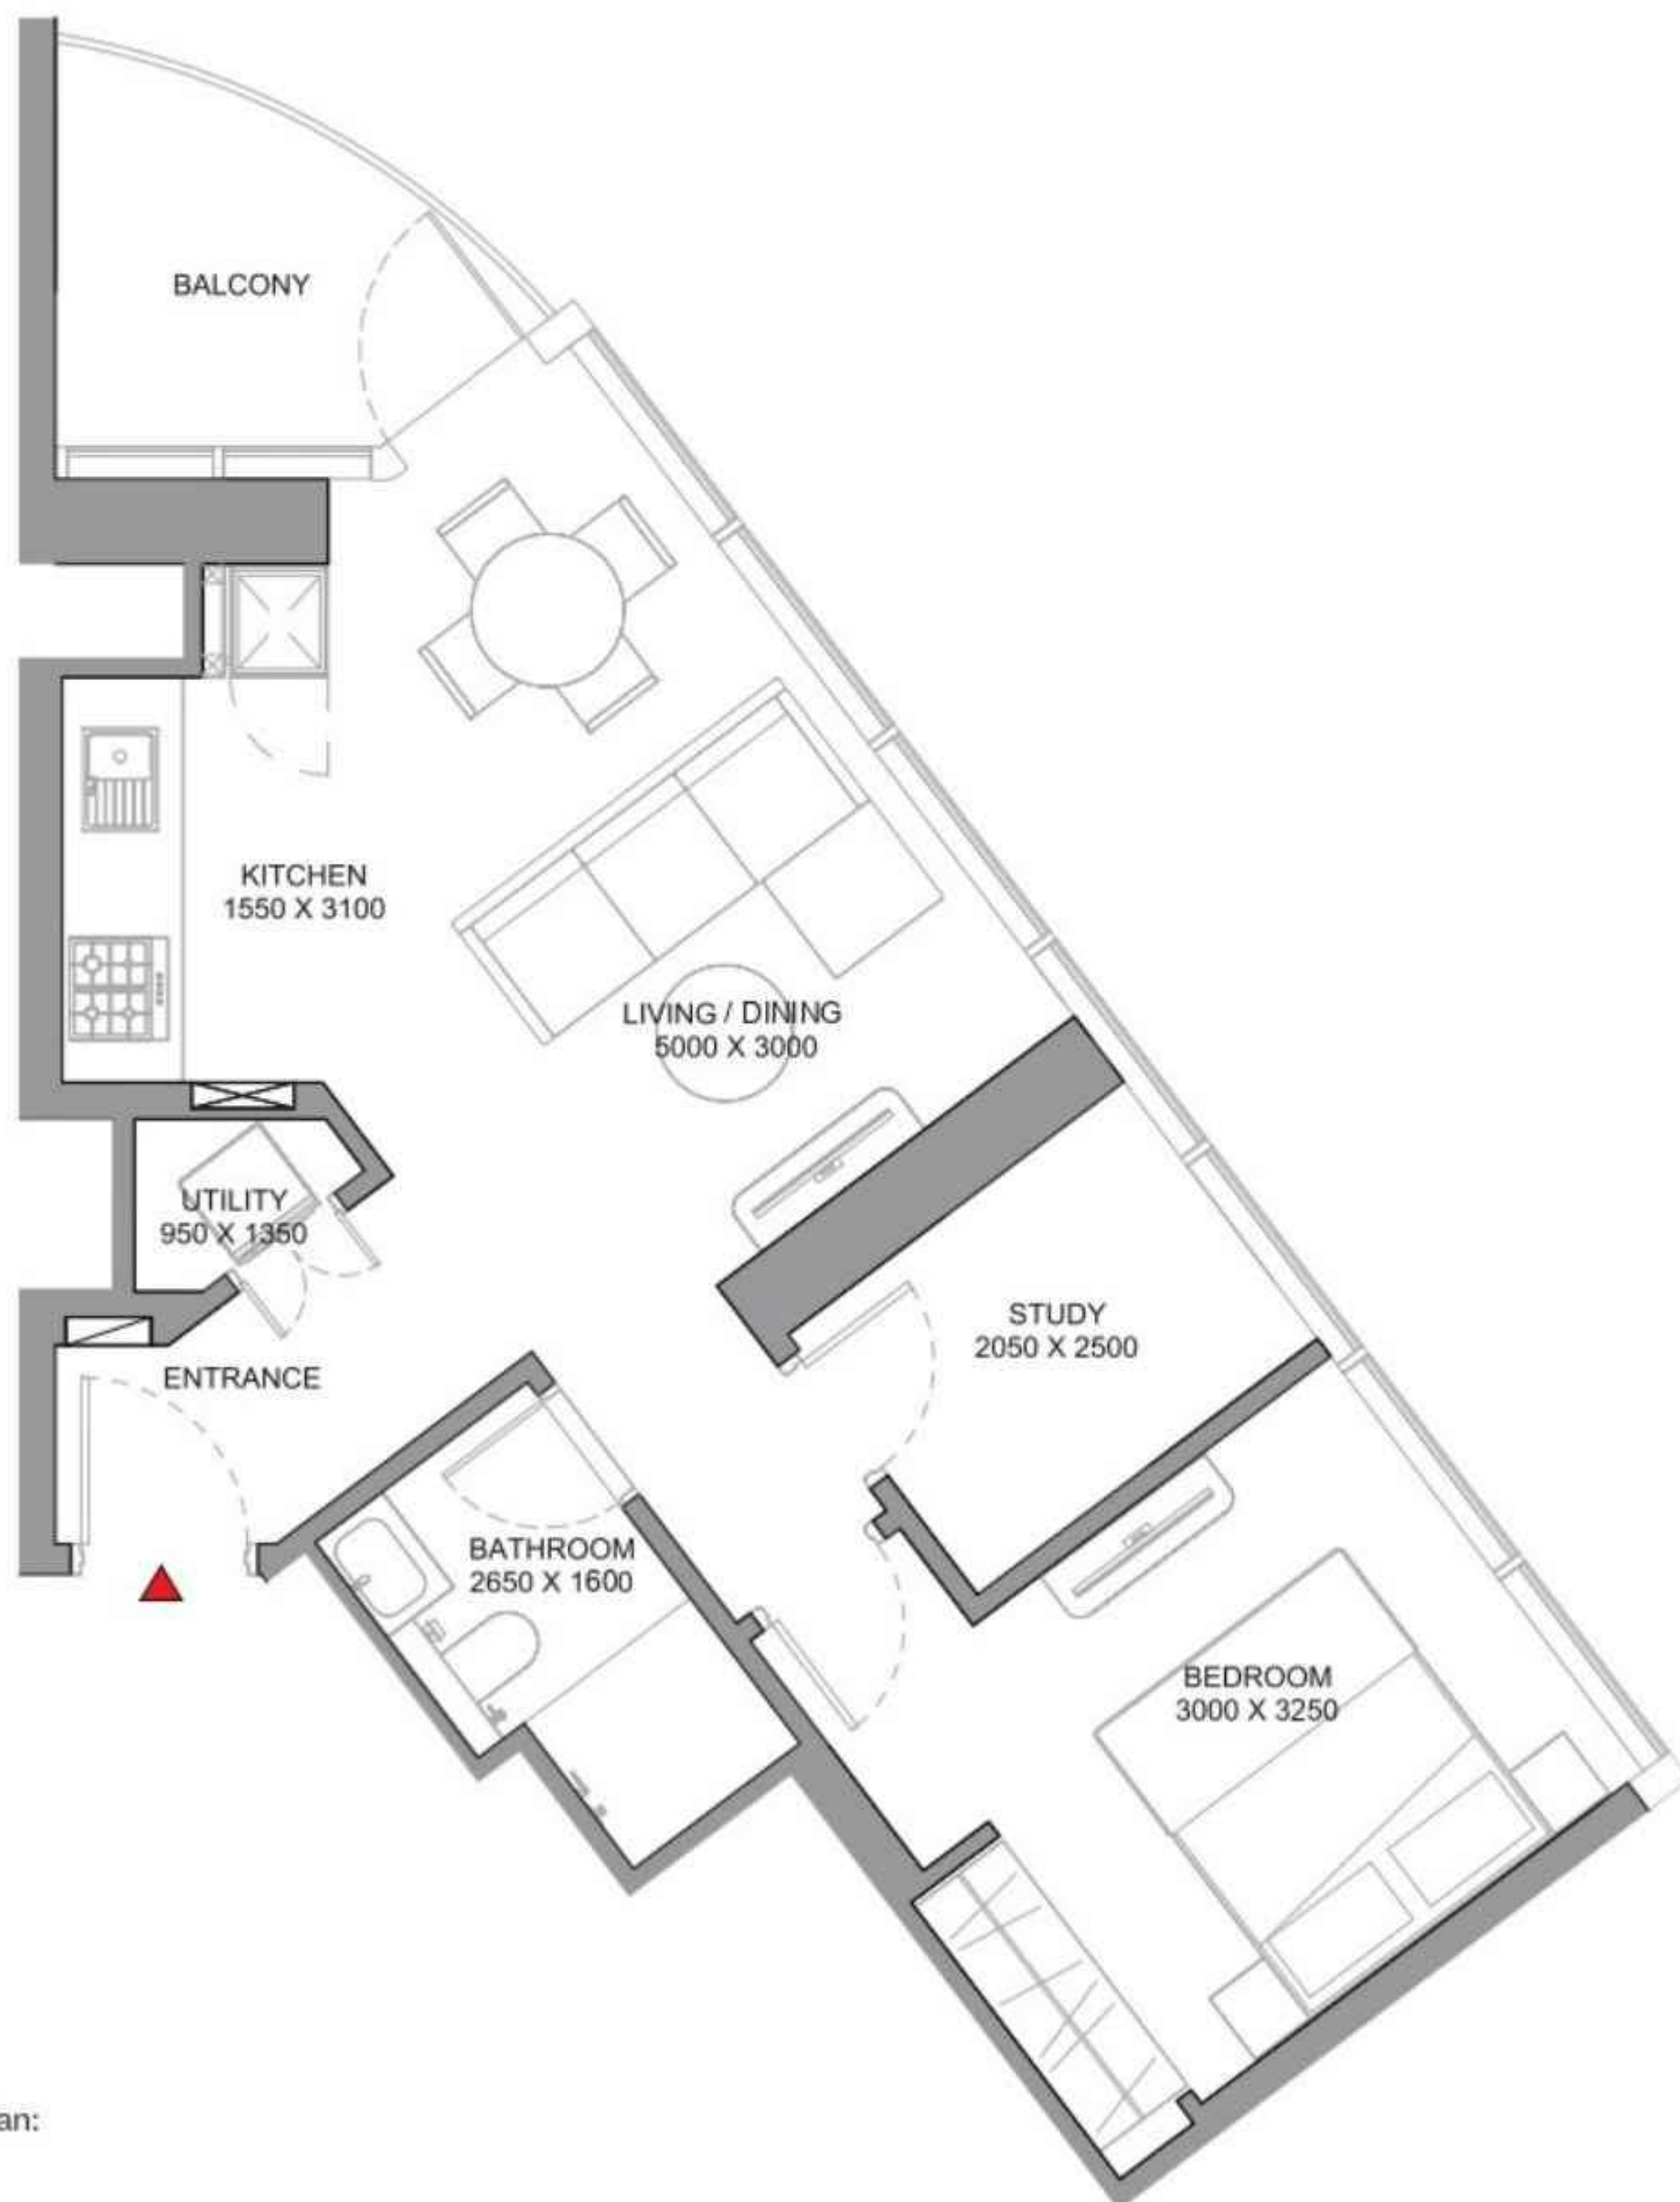 BALCONY
KITCHEN
1550 X 3100
LIVING / DINING
5000 X 3000
UTILITY
950 X 1350
STUDY
2050 X 2500
ENTRANCE
BATHROOM
2650 X 1600
BEDROOM
3000 X 3250
an: